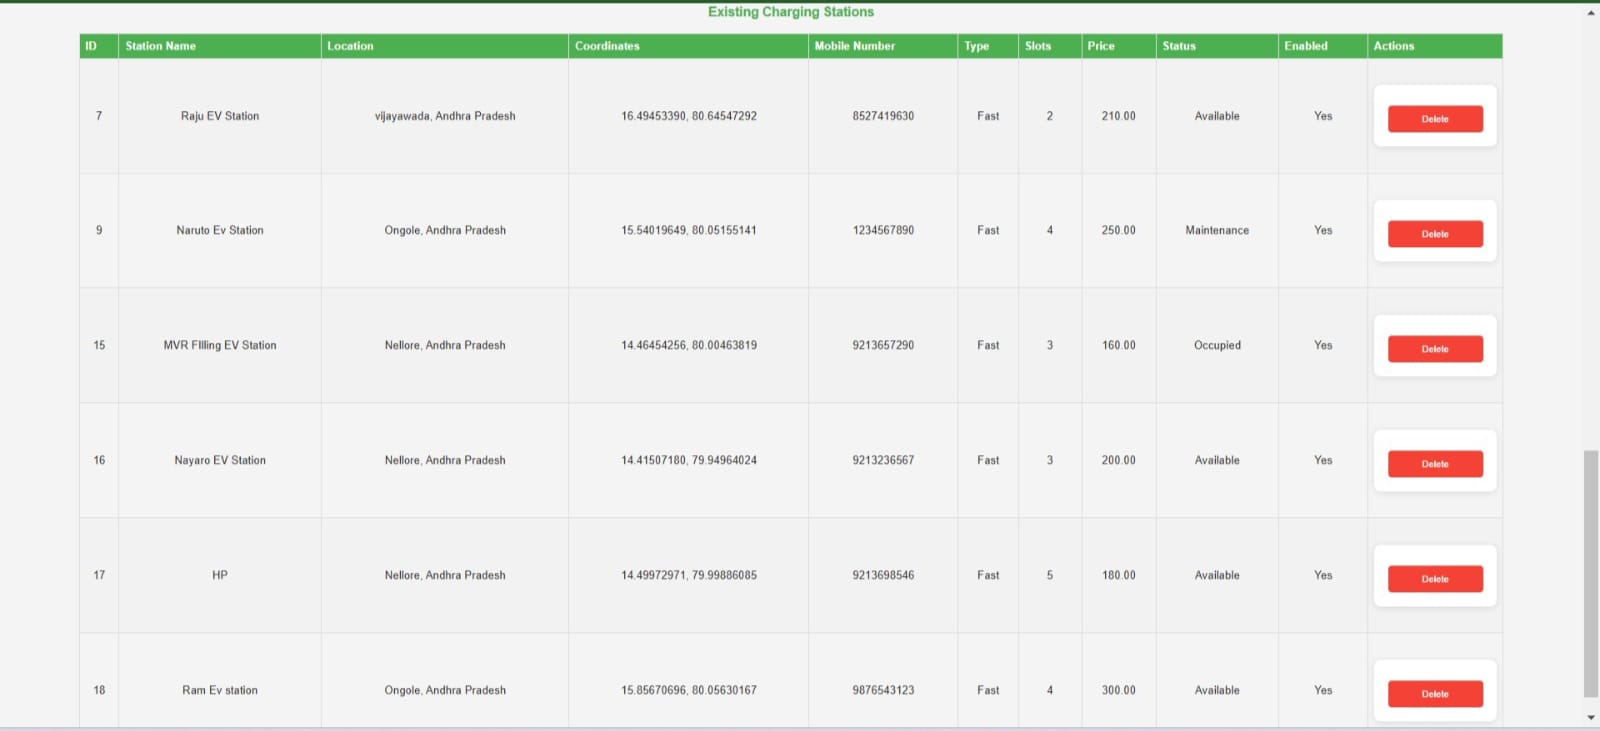 Existing Charging Stations
ID Station Name Location Coordinates Mobile Number Type Slots Price Status Enabled Actions
7 Raju EV Station vijayawada, Andhra Pradesh 16.49453390, 80.64547292 8527419630 Fast 2 210.00 Available Yes Delete
9 Naruto Ev Station Ongole, Andhra Pradesh 15.54019649, 80.05155141 1234567890 Fast 4 250.00 Maintenance Yes Delete
15 MVR FIlling EV Station Nellore, Andhra Pradesh 14.46454256, 80.00463819 9213657290 Fast 3 160.00 Occupied Yes Delete
16 Nayaro EV Station Nellore, Andhra Pradesh 14.41507180, 79.94964024 9213236567 Fast 3 200.00 Available Yes Delete
17 HP Nellore, Andhra Pradesh 14.49972971, 79.99886085 9213698546 Fast 5 180.00 Available Yes Delete
18 Ram Ev station Ongole, Andhra Pradesh 15.85670696, 80.05630167 9876543123 Fast 4 300.00 Available Yes Delete